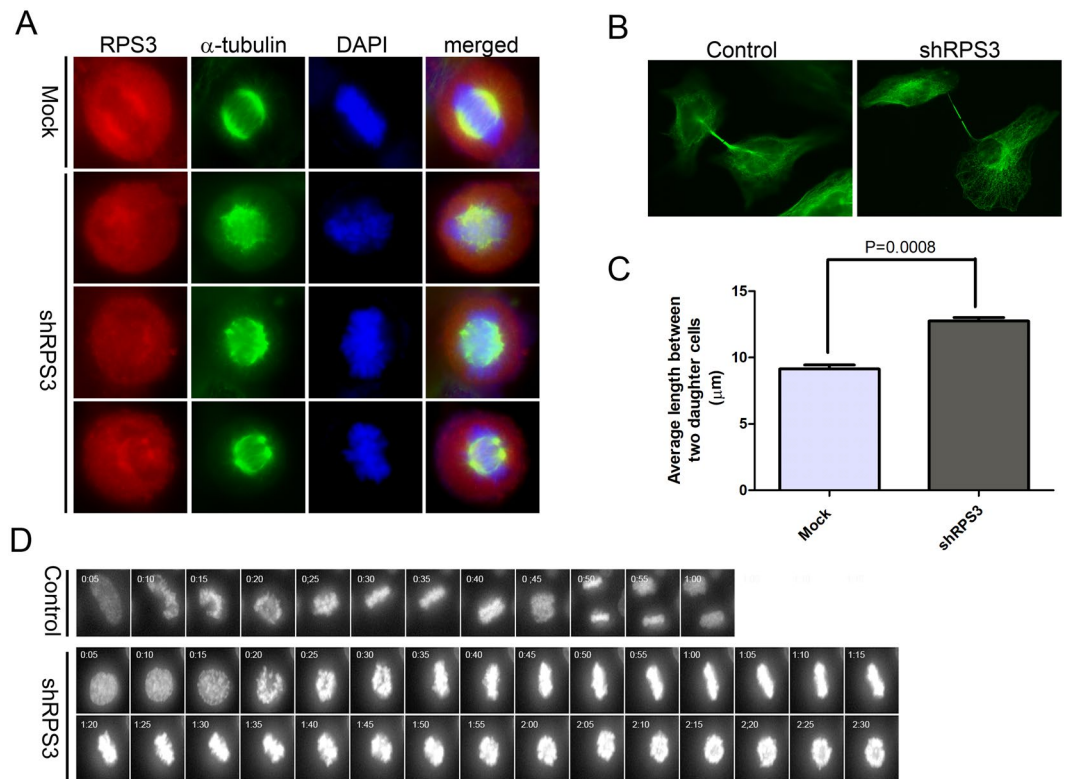 A
RPS3 α-tubulin DAPI merged
Mock
shRPS3
B
Control shRPS3
C
P=0.0008
Average length between
two daughter cells
(μm)
15
10
5
0
Mock shRPS3
D
Control
0:05 0:10 0:15 0:20 0;25 0:30 0:35 0:40 0 ;45 0:50 0:55 1:00
shRPS3
0:05 0:10 0:15 0:20 0:25 0:30 0:35 0:40 0:45 0:50 0:55 1:00 1:05 1:10 1:15
1:20 1:25 1:30 1:35 1:40 1:45 1:50 1:55 2:00 2:05 2:10 2:15 2;20 2:25 2:30